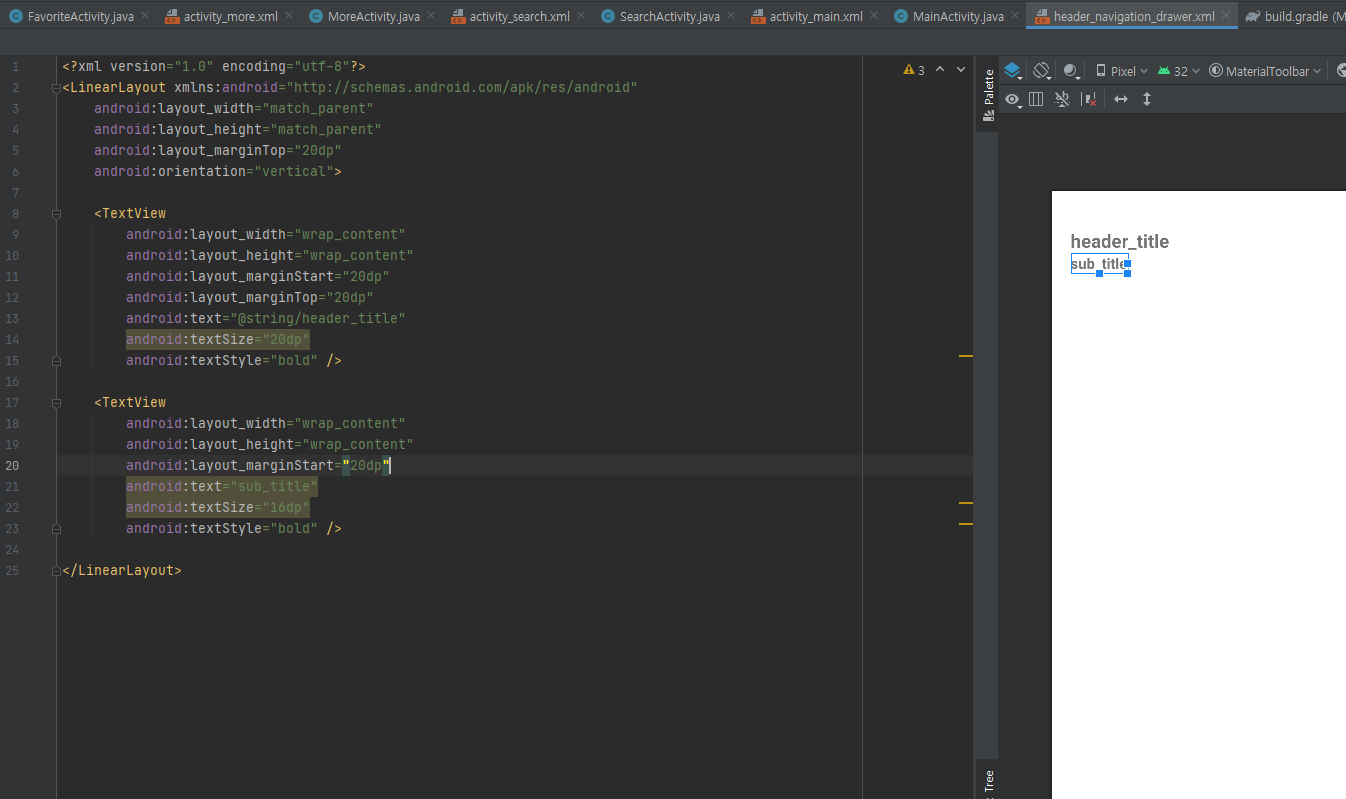 FavoriteActivity.java activity_more.xml MoreActivity.java activity_search.xml SearchActivity.java activity_main.xml MainActivity.java header_navigation_drawer.xml build.gradle (M
3
Palette
Pixel 32 MaterialToolbar
1 <?xml version="1.0" encoding="utf-8"?>
2 <LinearLayout xmlns:android="http://schemas.android.com/apk/res/android"
3 android:layout_width="match_parent"
4 android:layout_height="match_parent"
5 android:layout_marginTop="20dp"
6 android:orientation="vertical">
7
8 <TextView
9 android:layout_width="wrap_content"
10 android:layout_height="wrap_content"
11 android:layout_marginStart="20dp"
12 android:layout_marginTop="20dp"
13 android:text="@string/header_title"
14 android:textSize="20dp"
15 android:textStyle="bold" />
16
17 <TextView
18 android:layout_width="wrap_content"
19 android:layout_height="wrap_content"
20 android:layout_marginStart="20dp"
21 android:text="sub_title"
22 android:textSize="16dp"
23 android:textStyle="bold" />
24
25 </LinearLayout>
header_title
sub_title
Tree